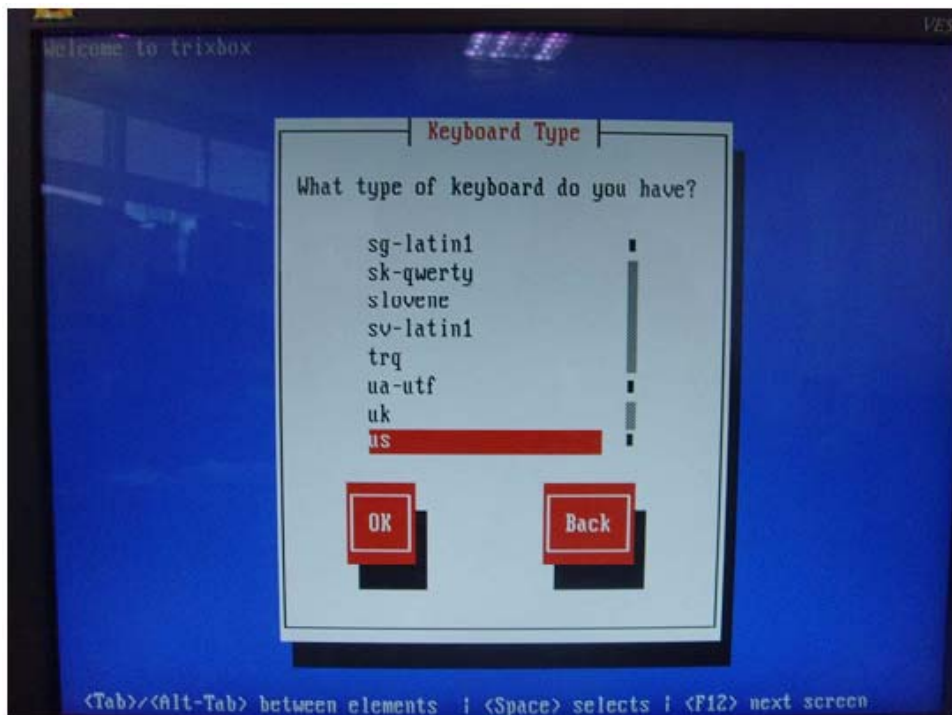 VES
Welcome to trixbox
Keyboard Type
What type of keyboard do you have?
sg-latin1
sk-qwerty
slovene
sv-latin1
trq
ua-utf
uk
us
OK
Back
<Tab>/<Alt-Tab> between elements | <Space> selects | <F12> next screen